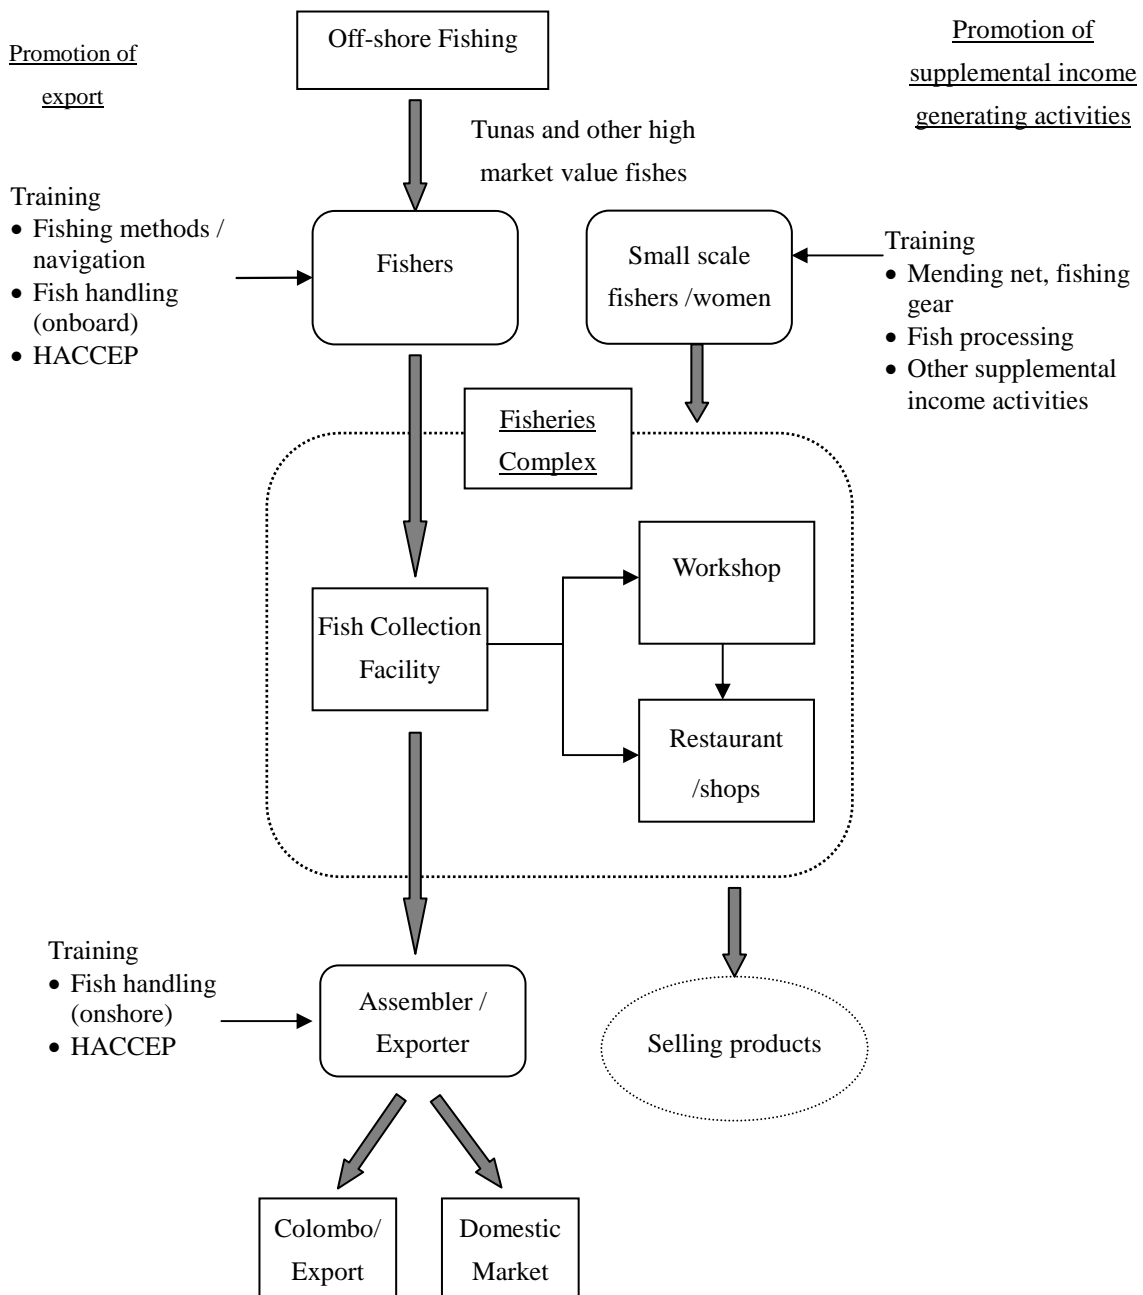 Off-shore Fishing
Promotion of
export
Promotion of
supplemental income
generating activities
Tunas and other high
market value fishes
Training
• Fishing methods /
navigation
• Fish handling
(onboard)
• HACCEP
Fishers
Small scale
fishers /women
Training
• Mending net, fishing
gear
• Fish processing
• Other supplemental
income activities
Fisheries
Complex
Workshop
Fish Collection
Facility
Restaurant
/shops
Training
• Fish handling
(onshore)
• HACCEP
Assembler /
Exporter
Selling products
Colombo/
Export
Domestic
Market